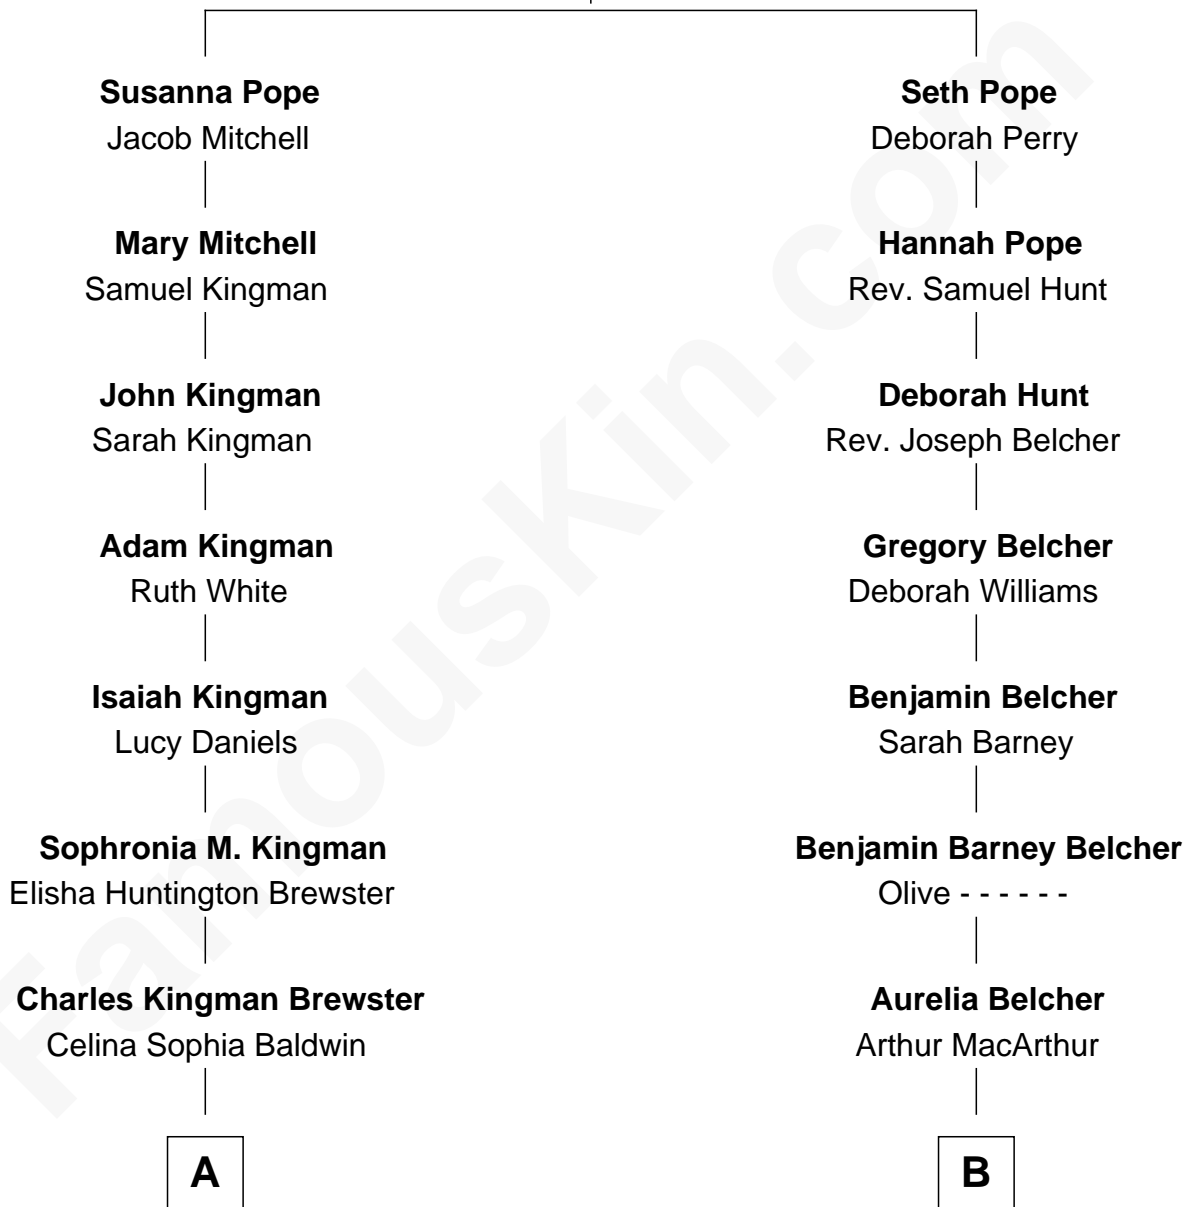 Susanna Pope
Jacob Mitchell
Mary Mitchell
Samuel Kingman
John Kingman
Sarah Kingman
Adam Kingman
Ruth White
Isaiah Kingman
Lucy Daniels
Sophronia M. Kingman
Elisha Huntington Brewster
Charles Kingman Brewster
Celina Sophia Baldwin
A
Seth Pope
Deborah Perry
Hannah Pope
Rev. Samuel Hunt
Deborah Hunt
Rev. Joseph Belcher
Gregory Belcher
Deborah Williams
Benjamin Belcher
Sarah Barney
Benjamin Barney Belcher
Olive - - - - - -
Aurelia Belcher
Arthur MacArthur
B
FamousKin.com